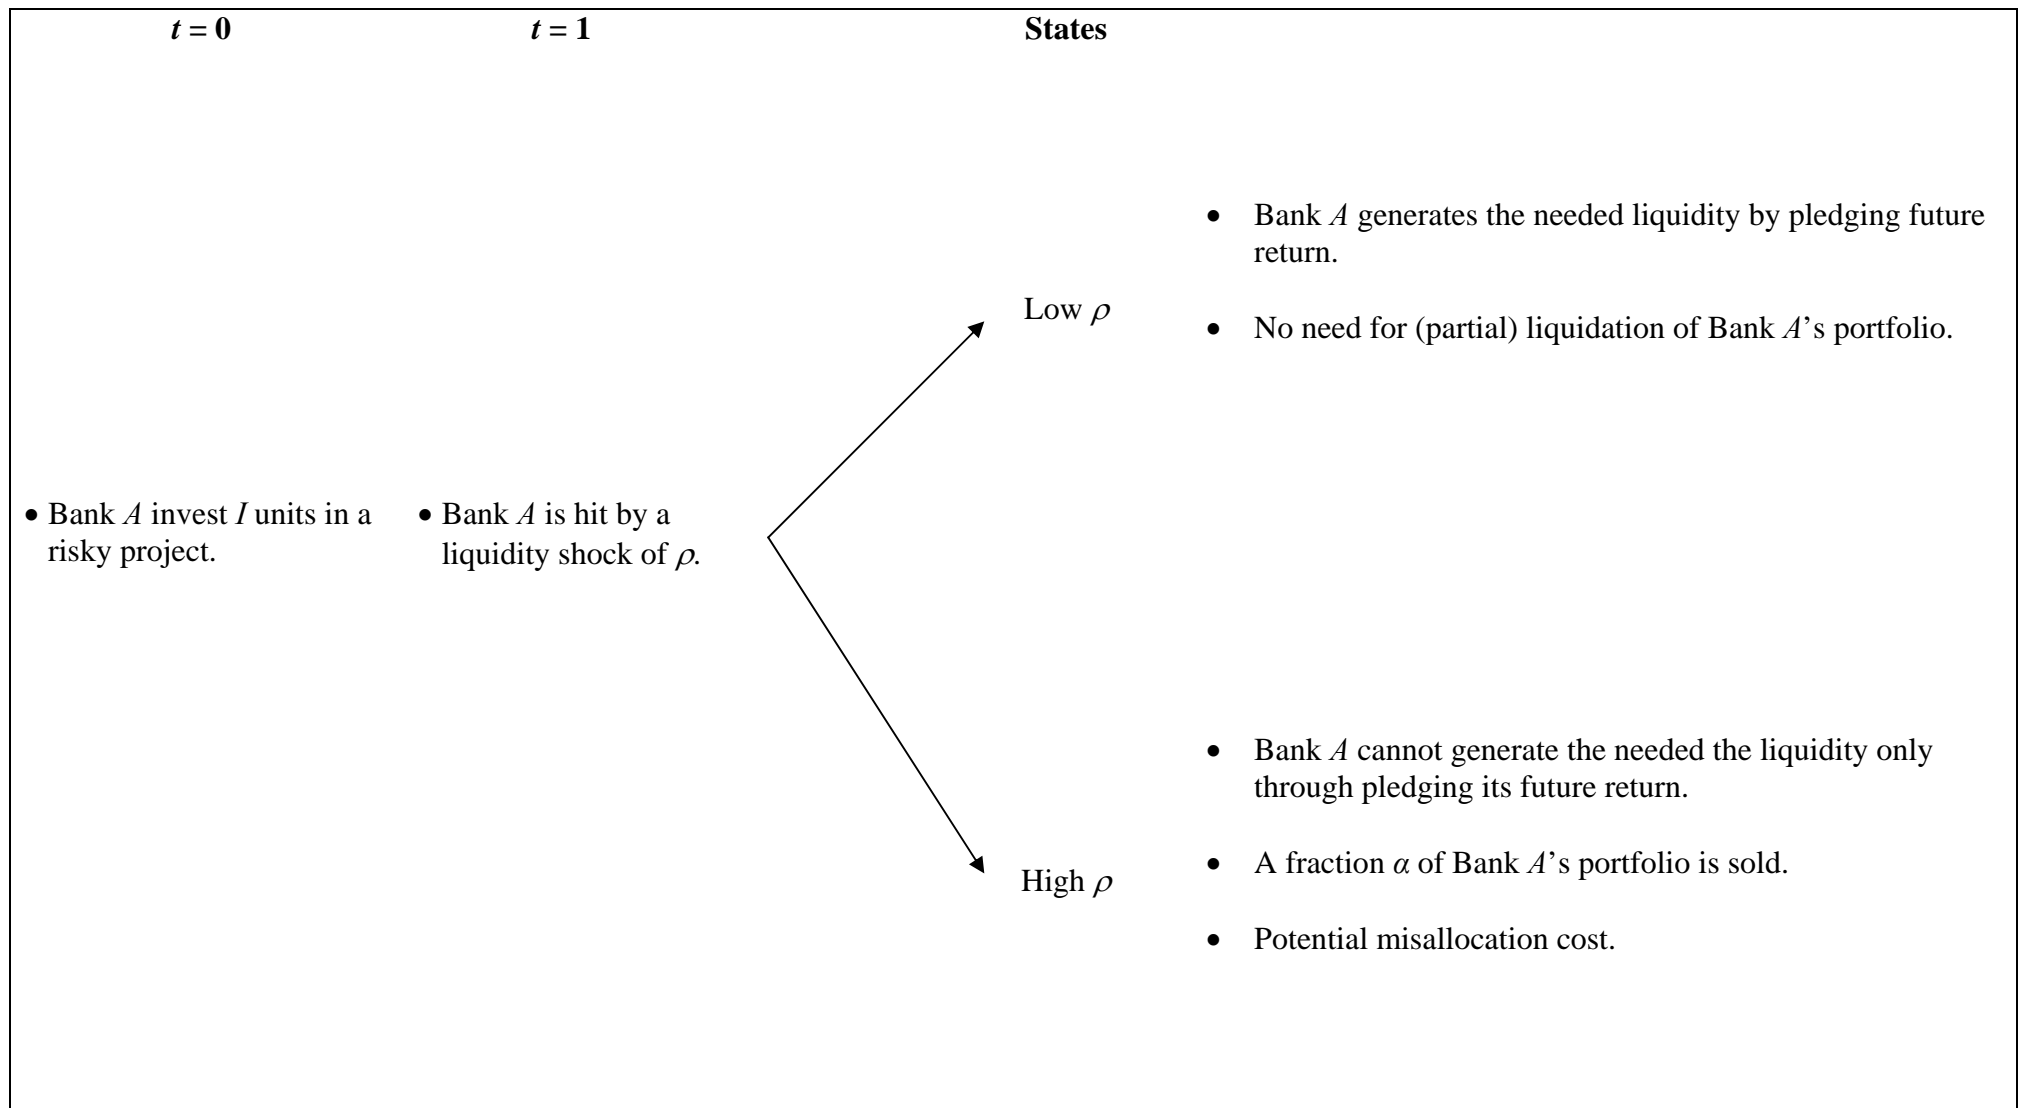 t = 0
t = 1
States
• Bank A generates the needed liquidity by pledging future
return.
Low ρ
• No need for (partial) liquidation of Bank A’s portfolio.
• Bank A invest I units in a
risky project.
• Bank A is hit by a
liquidity shock of ρ.
• Bank A cannot generate the needed the liquidity only
through pledging its future return.
• A fraction α of Bank A’s portfolio is sold.
High ρ
• Potential misallocation cost.